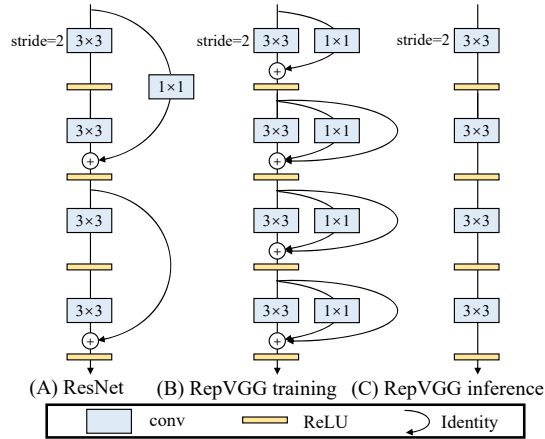 stride=2 3×3 stride=2 3×3 1×1 stride=2 3×3
1×1
3×3 3×3 1×1 3×3
3×3 3×3 1×1 3×3
3×3 3×3 1×1 3×3
(A) ResNet (B) RepVGG training (C) RepVGG inference
conv ReLU Identity